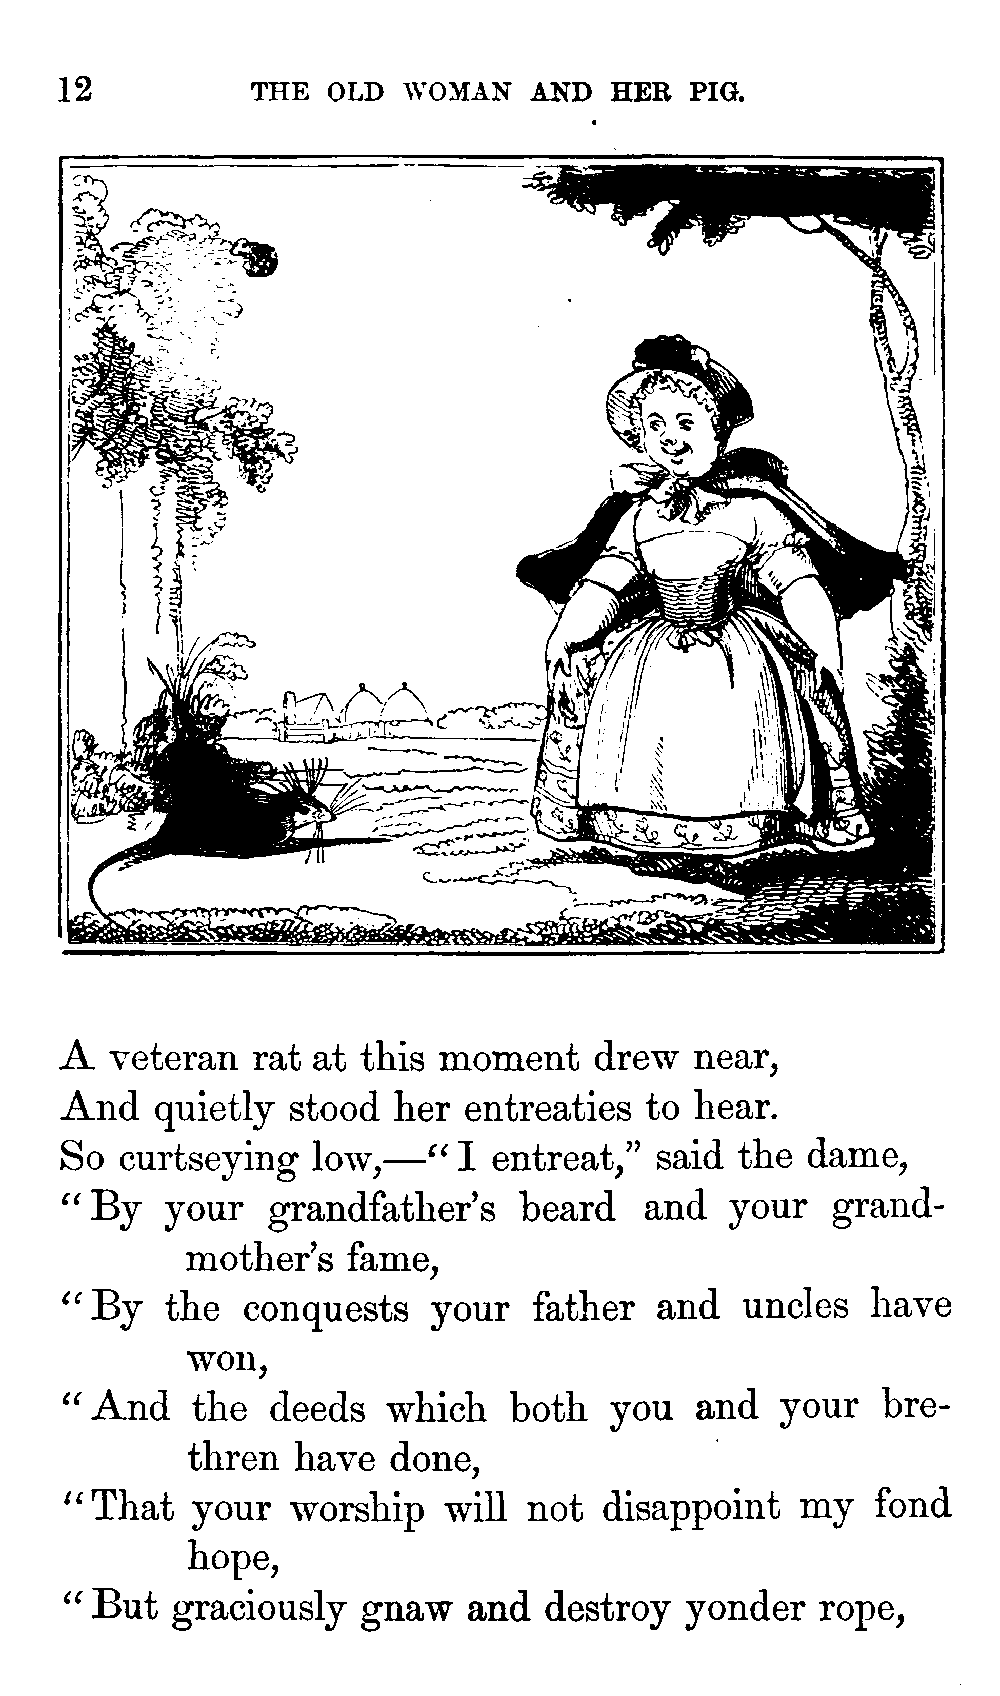 12 THE OLD WOMAN AND HER PIG.
A veteran rat at this moment drew near,
And quietly stood her entreaties to hear.
So curtseying low,—“I entreat,” said the dame,
“By your grandfather’s beard and your grand-
mother’s fame,
“By the conquests your father and uncles have
won,
“And the deeds which both you and your bre-
thren have done,
“That your worship will not disappoint my fond
hope,
“But graciously gnaw and destroy yonder rope,